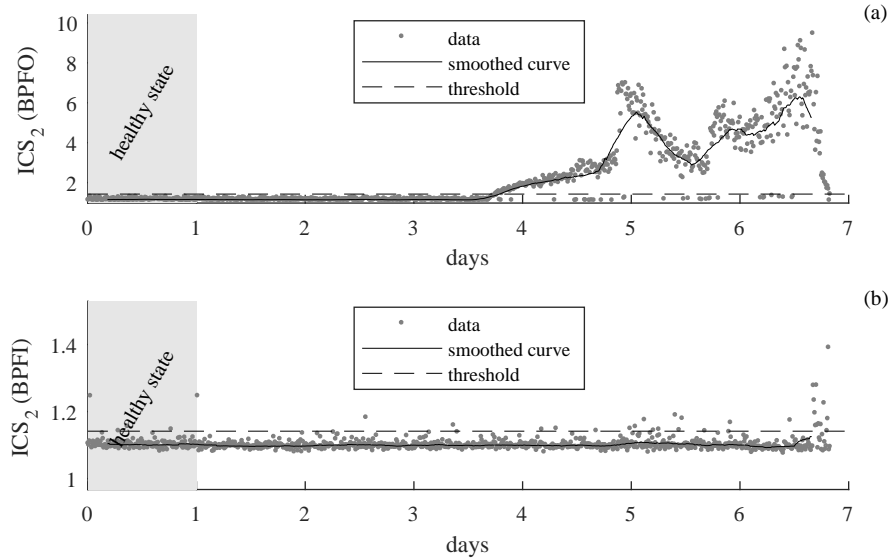 (a)
10
8
6
4
2
ICS₂ (BPFO)
healthy state
data
smoothed curve
threshold
0 1 2 3 4 5 6 7
days
(b)
1.4
1.2
1
ICS₂ (BPFI)
healthy state
data
smoothed curve
threshold
0 1 2 3 4 5 6 7
days